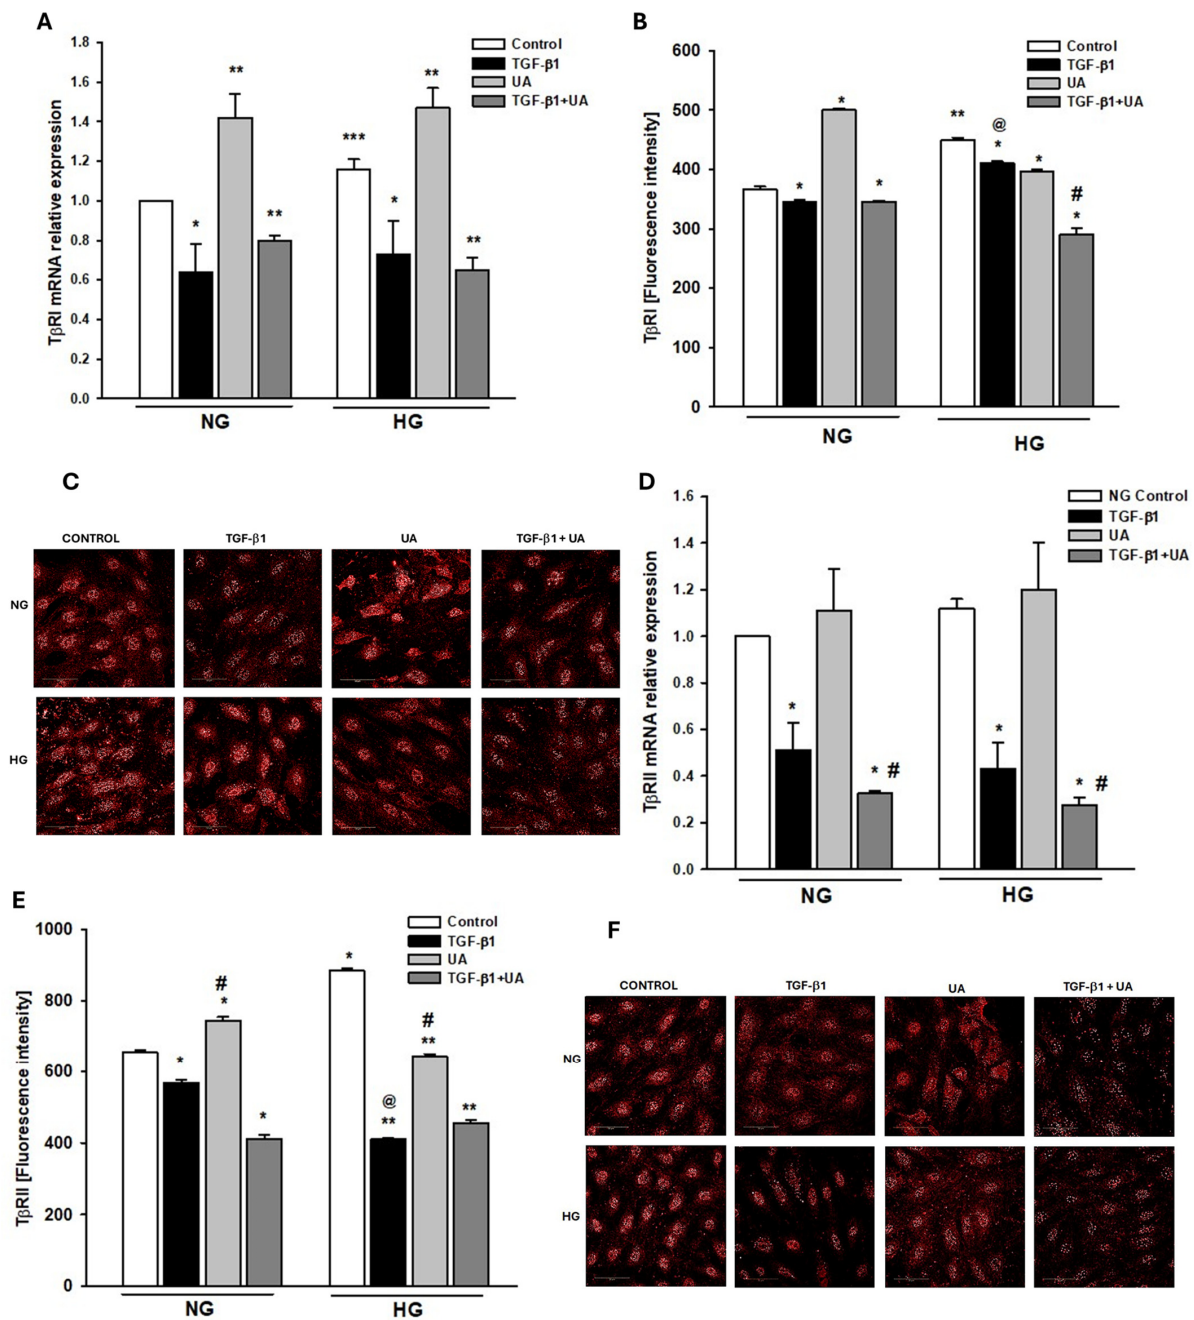 A
1.8
1.6
1.4
1.2
1.0
0.8
0.6
0.4
0.2
0.0
TβRI mRNA relative expression
Control
TGF-β1
UA
TGF-β1+UA
*
**
**
***
*
**
**
NG
HG
B
600
500
400
300
200
100
0
TβRI [Fluorescence intensity]
Control
TGF-β1
UA
TGF-β1+UA
*
*
*
**
@
*
*
#
*
NG
HG
C
CONTROL TGF-β1 UA TGF-β1 + UA
NG
HG
D
1.6
1.4
1.2
1.0
0.8
0.6
0.4
0.2
0.0
TβRII mRNA relative expression
NG Control
TGF-β1
UA
TGF-β1+UA
*
* #
*
* #
NG
HG
E
1000
800
600
400
200
0
TβRII [Fluorescence intensity]
Control
TGF-β1
UA
TGF-β1+UA
*
#
*
*
*
@
**
#
**
**
NG
HG
F
CONTROL TGF-β1 UA TGF-β1 + UA
NG
HG